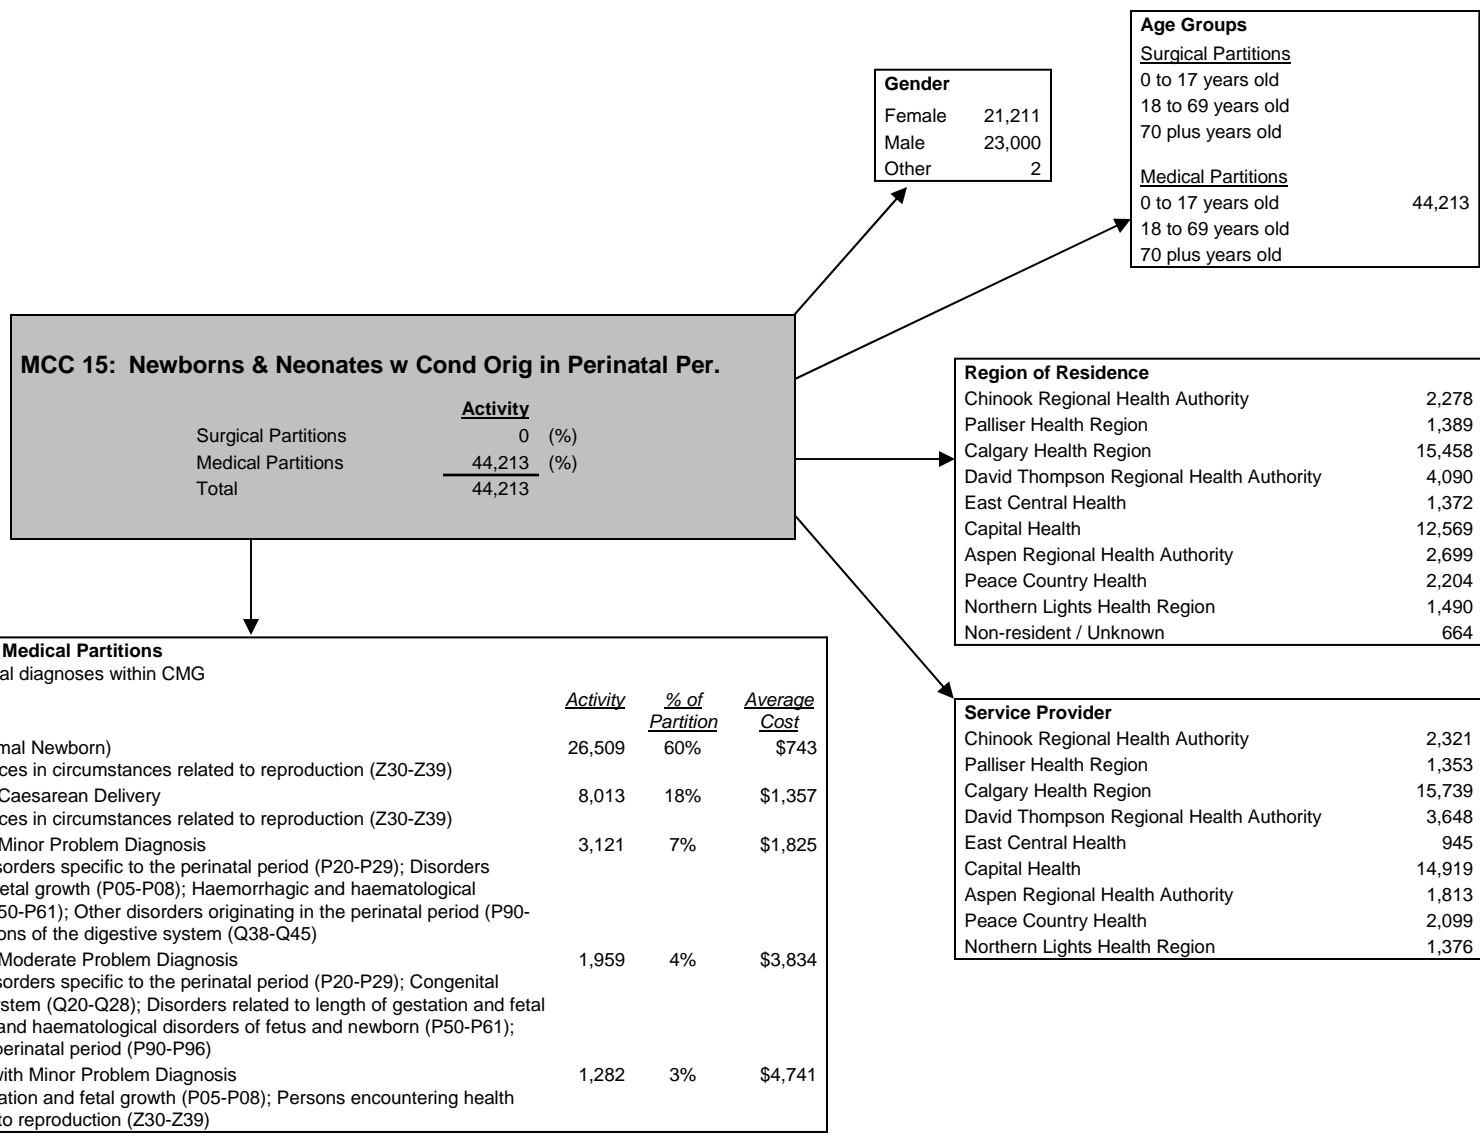 Age Groups
Surgical Partitions
0 to 17 years old
18 to 69 years old
70 plus years old
Medical Partitions
0 to 17 years old 44,213
18 to 69 years old
70 plus years old
Gender
Female 21,211
Male 23,000
Other 2
MCC 15: Newborns & Neonates w Cond Orig in Perinatal Per.
Activity
Surgical Partitions 0 (%)
Medical Partitions 44,213 (%)
Total 44,213
Region of Residence
Chinook Regional Health Authority 2,278
Palliser Health Region 1,389
Calgary Health Region 15,458
David Thompson Regional Health Authority 4,090
East Central Health 1,372
Capital Health 12,569
Aspen Regional Health Authority 2,699
Peace Country Health 2,204
Northern Lights Health Region 1,490
Non-resident / Unknown 664
Medical Partitions
al diagnoses within CMG
Activity % of Average
Partition Cost
mal Newborn) 26,509 60% $743
ces in circumstances related to reproduction (Z30-Z39)
Caesarean Delivery 8,013 18% $1,357
ces in circumstances related to reproduction (Z30-Z39)
Minor Problem Diagnosis 3,121 7% $1,825
sorders specific to the perinatal period (P20-P29); Disorders
etal growth (P05-P08); Haemorrhagic and haematological
50-P61); Other disorders originating in the perinatal period (P90-
ons of the digestive system (Q38-Q45)
Moderate Problem Diagnosis 1,959 4% $3,834
sorders specific to the perinatal period (P20-P29); Congenital
stem (Q20-Q28); Disorders related to length of gestation and fetal
and haematological disorders of fetus and newborn (P50-P61);
perinatal period (P90-P96)
with Minor Problem Diagnosis 1,282 3% $4,741
ation and fetal growth (P05-P08); Persons encountering health
to reproduction (Z30-Z39)
Service Provider
Chinook Regional Health Authority 2,321
Palliser Health Region 1,353
Calgary Health Region 15,739
David Thompson Regional Health Authority 3,648
East Central Health 945
Capital Health 14,919
Aspen Regional Health Authority 1,813
Peace Country Health 2,099
Northern Lights Health Region 1,376